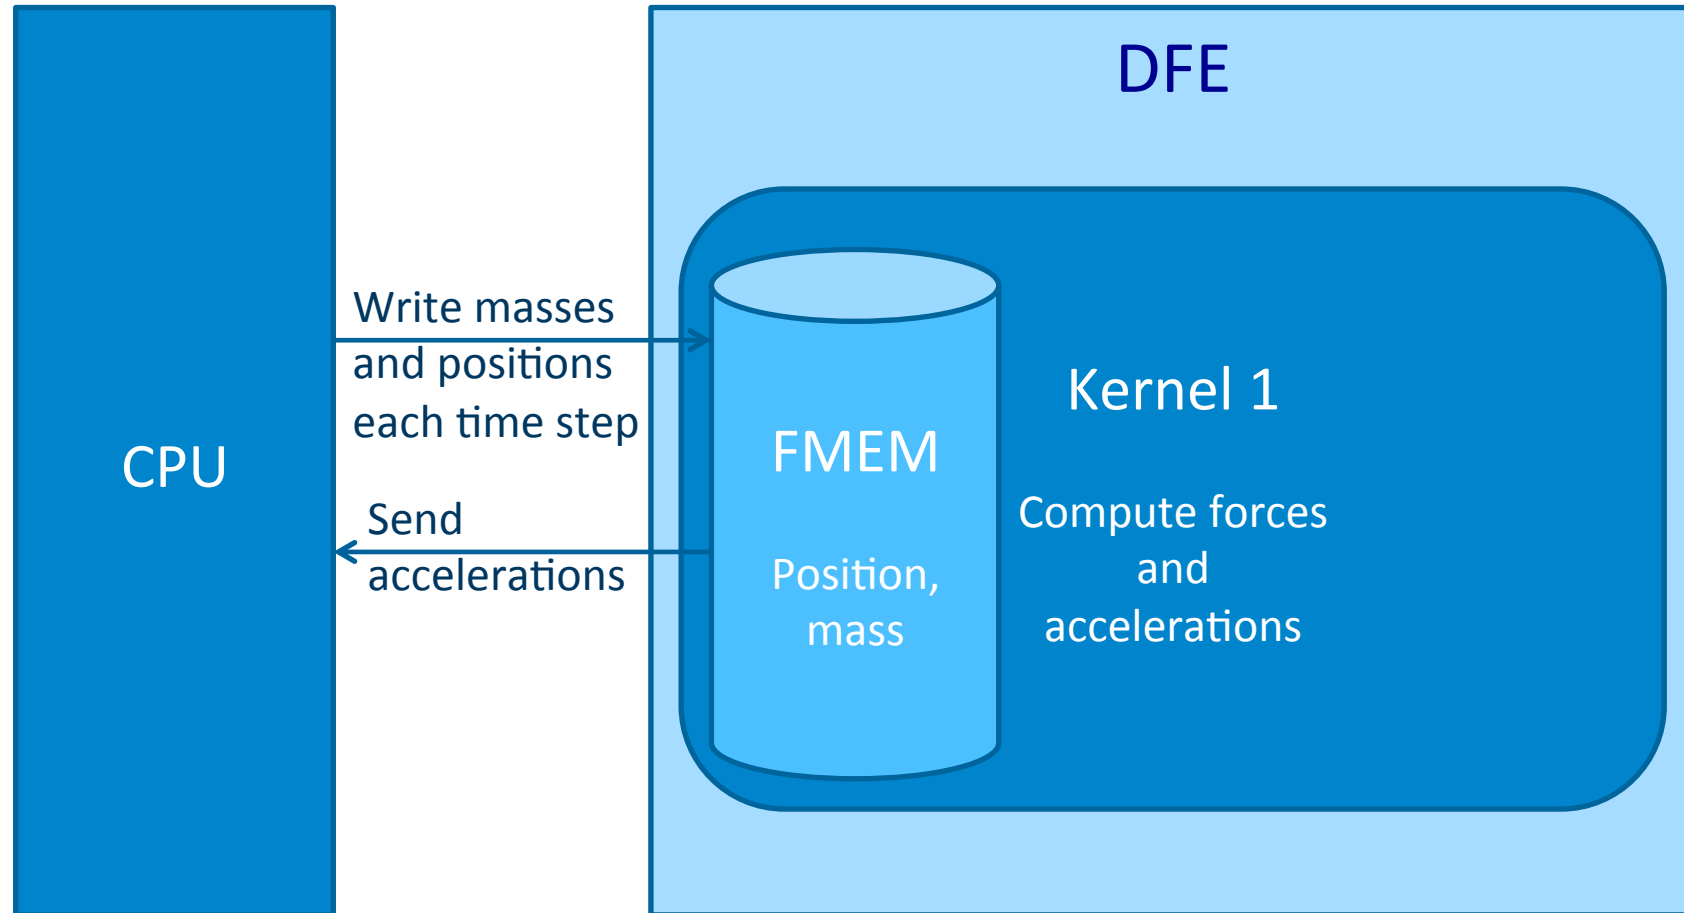 CPU
Write masses
and positions
each time step
Send
accelerations
DFE
FMEM
Position,
mass
Kernel 1
Compute forces
and
accelerations